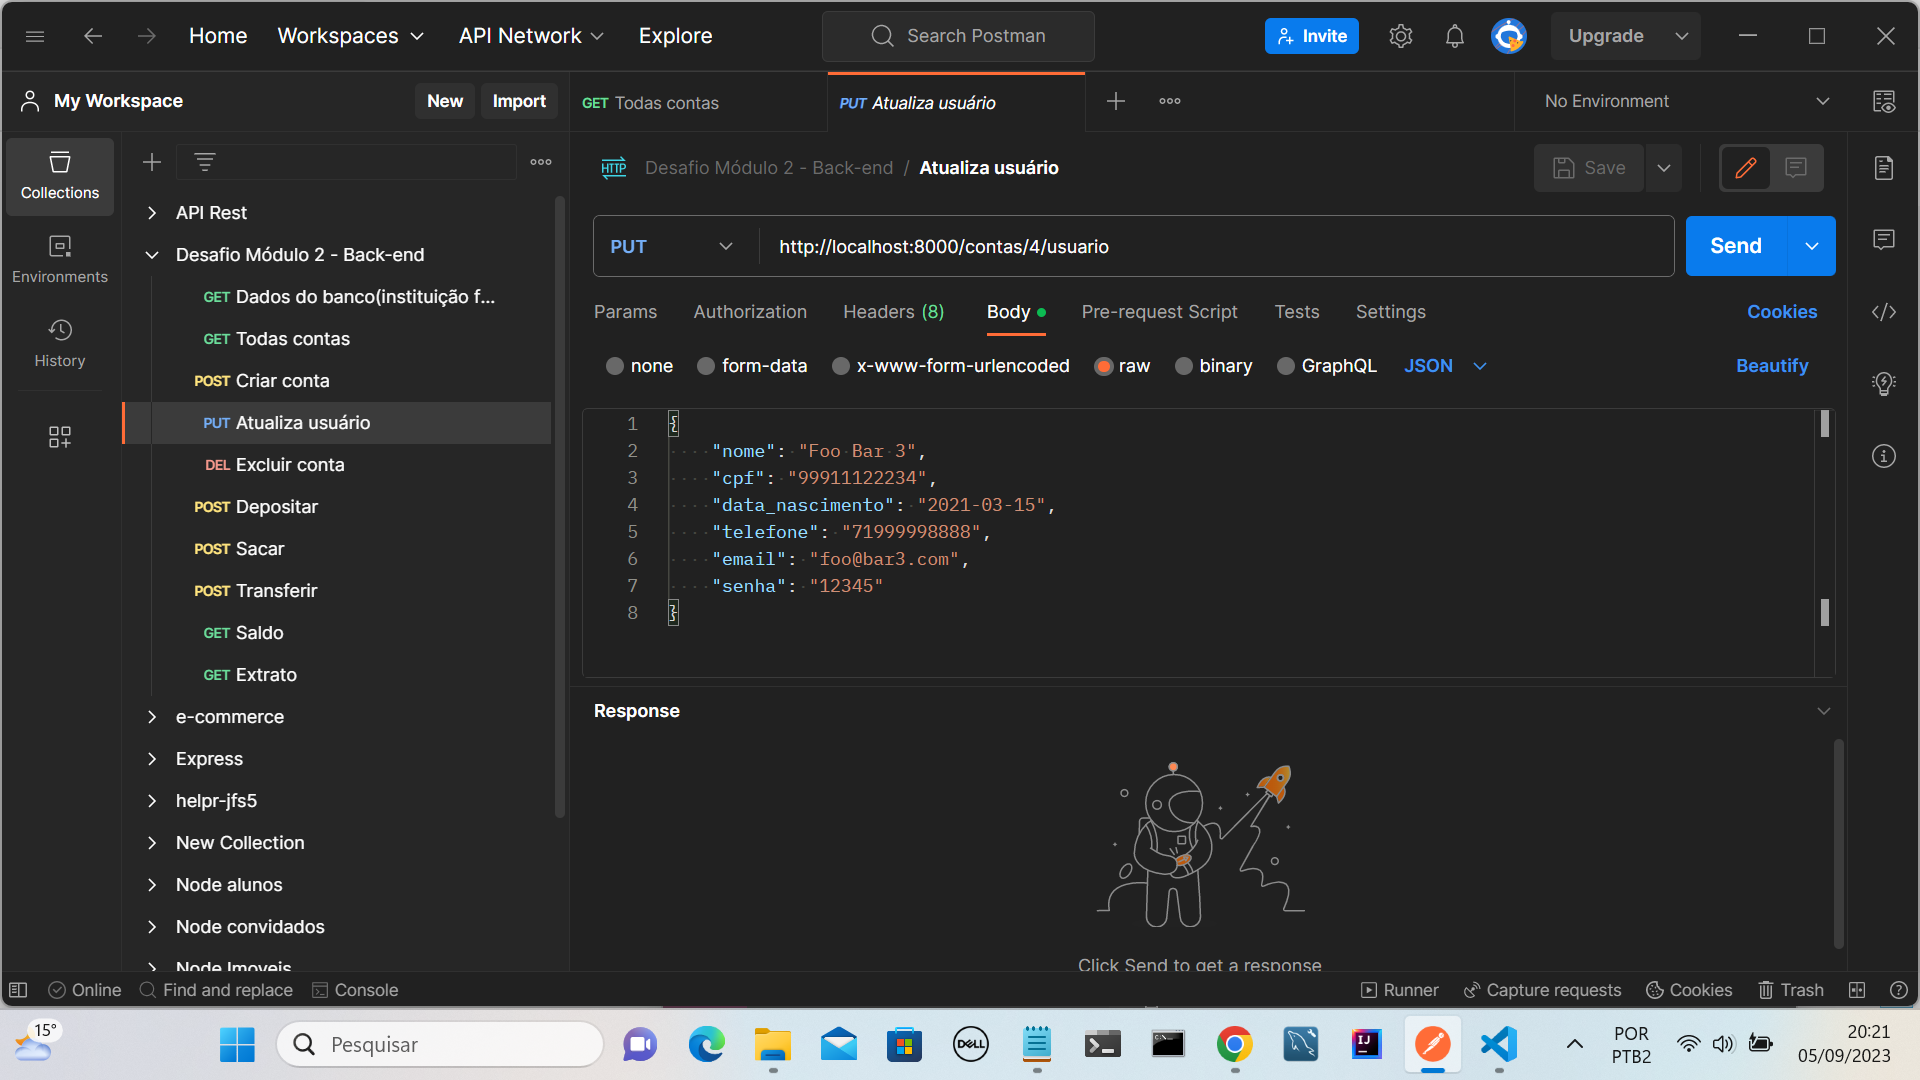 Home Workspaces API Network Explore Search Postman Invite Upgrade
My Workspace New Import GET Todas contas PUT Atualiza usuário No Environment
Collections
Environments
History
API Rest
Desafio Módulo 2 - Back-end
GET Dados do banco(instituição f...
GET Todas contas
POST Criar conta
PUT Atualiza usuário
DEL Excluir conta
POST Depositar
POST Sacar
POST Transferir
GET Saldo
GET Extrato
e-commerce
Express
helpr-jfs5
New Collection
Node alunos
Node convidados
Node Imoveis
HTTP Desafio Módulo 2 - Back-end / Atualiza usuário Save
PUT http://localhost:8000/contas/4/usuario Send
Params Authorization Headers (8) Body Pre-request Script Tests Settings Cookies
none form-data x-www-form-urlencoded raw binary GraphQL JSON Beautify
1 {
2 "nome": "Foo Bar 3",
3 "cpf": "99911122234",
4 "data_nascimento": "2021-03-15",
5 "telefone": "71999998888",
6 "email": "foo@bar3.com",
7 "senha": "12345"
8 }
Response
Click Send to get a response
Online Find and replace Console Runner Capture requests Cookies Trash
15° Pesquisar DELL IJ POR 20:21
PTB2 05/09/2023